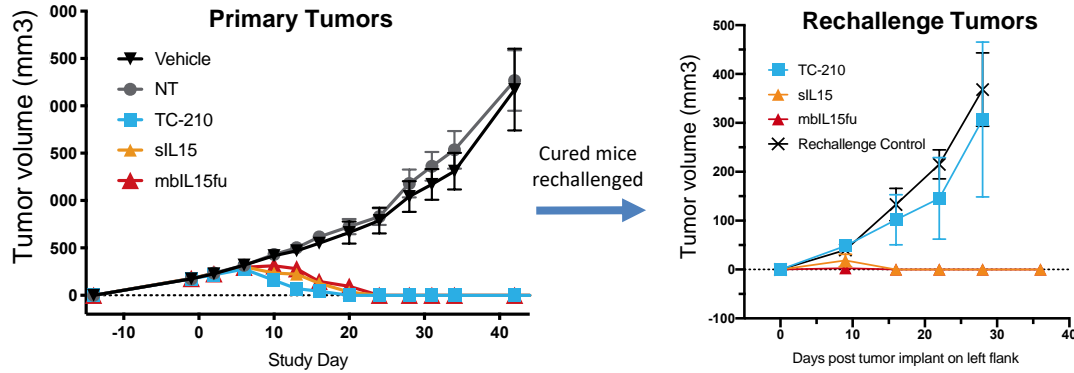 Primary Tumors
Tumor volume (mm3)
000
500
000
500
000
500
0
Vehicle
NT
TC-210
sIL15
mbIL15fu
-10
0
10
20
30
40
Study Day
Cured mice
rechallenged
Rechallenge Tumors
Tumor volume (mm3)
500
400
300
200
100
0
-100
TC-210
sIL15
mbIL15fu
Rechallenge Control
0
10
20
30
40
Days post tumor implant on left flank